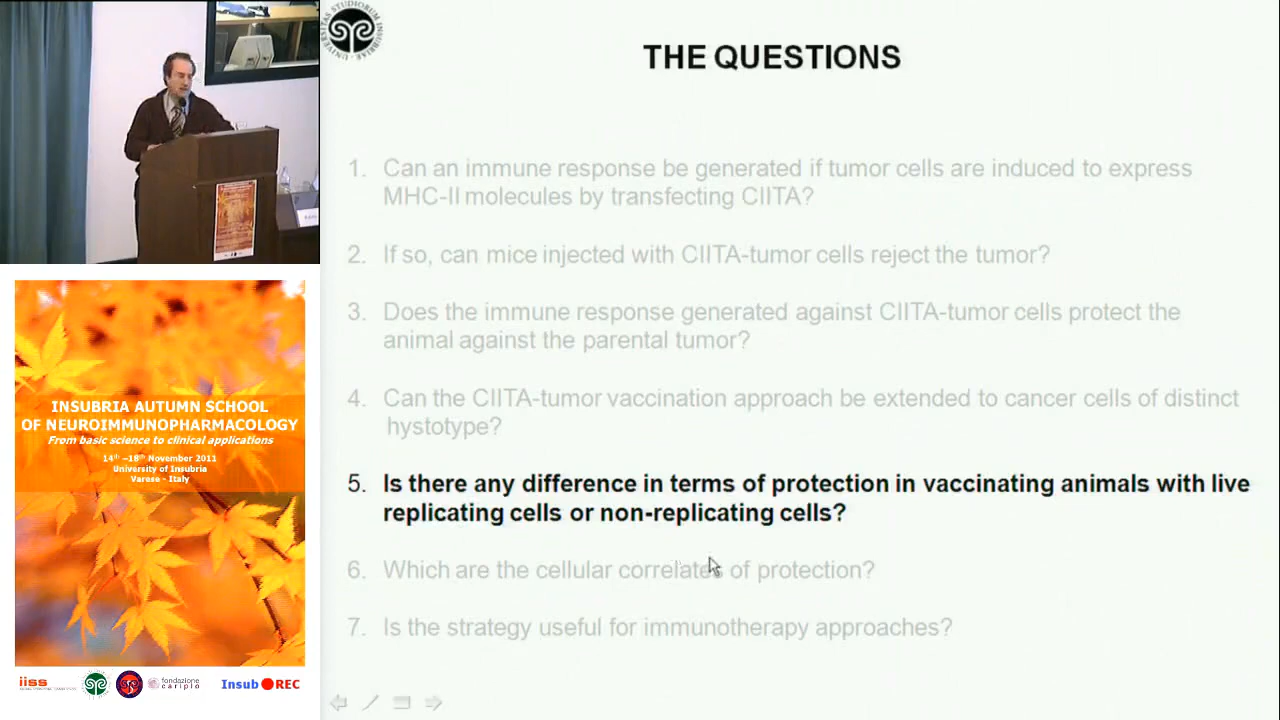 THE QUESTIONS
1. Can an immune response be generated if tumor cells are induced to express
MHC-II molecules by transfecting CIITA?
2. If so, can mice injected with CIITA-tumor cells reject the tumor?
3. Does the immune response generated against CIITA-tumor cells protect the
animal against the parental tumor?
4. Can the CIITA-tumor vaccination approach be extended to cancer cells of distinct
hystotype?
5. Is there any difference in terms of protection in vaccinating animals with live
replicating cells or non-replicating cells?
6. Which are the cellular correlates of protection?
7. Is the strategy useful for immunotherapy approaches?
INSUBRIA AUTUMN SCHOOL
OF NEUROIMMUNOPHARMACOLOGY
From basic science to clinical applications
14th –18th November 2011
University of Insubria
Varese - Italy
iiss
fondazione
cariplo
InsubREC